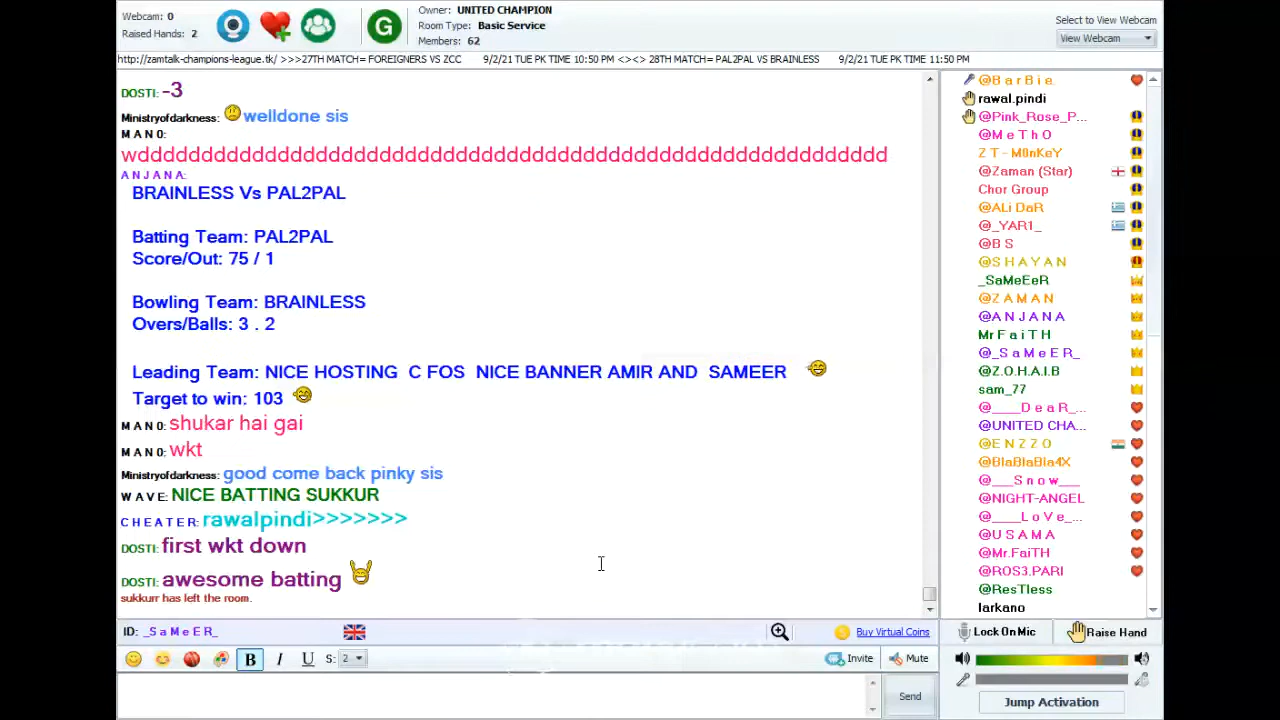 Webcam: 0
Raised Hands: 2
G
Owner: UNITED CHAMPION
Room Type: Basic Service
Members: 62
Select to View Webcam
View Webcam
http://zamtalk-champions-league.tk/ >>>27TH MATCH= FOREIGNERS VS ZCC 9/2/21 TUE PK TIME 10:50 PM <><> 28TH MATCH= PAL2PAL VS BRAINLESS 9/2/21 TUE PK TIME 11:50 PM
DOSTI: -3
Ministryofdarkness: welldone sis
M A N 0:
wddddddddddddddddddddddddddddddddddddddddddddddddddddddddddd
A N J A N A:
BRAINLESS Vs PAL2PAL
Batting Team: PAL2PAL
Score/Out: 75 / 1
Bowling Team: BRAINLESS
Overs/Balls: 3 . 2
Leading Team: NICE HOSTING C FOS NICE BANNER AMIR AND SAMEER
Target to win: 103
M A N 0: shukar hai gai
M A N 0: wkt
Ministryofdarkness: good come back pinky sis
W A V E: NICE BATTING SUKKUR
C H E A T E R: rawalpindi>>>>>>>
DOSTI: first wkt down
DOSTI: awesome batting
sukkurr has left the room.
@B a r B i e
rawal.pindi
@Pink_Rose_P...
@M e T h O
Z T - M0nKeY
@Zaman (Star)
Chor Group
@ALi DaR
@_YAR1_
@B S
@S H A Y A N
_SaMeEeR
@Z A M A N
@A N J A N A
Mr F a i T H
@_S a M e E R_
@Z.O.H.A.I.B
sam_77
@____D e a R_...
@UNITED CHA...
@E N Z Z O
@BlaBlaBla4X
@___S n o w___
@NIGHT-ANGEL
@____L o V e_...
@U S A M A
@Mr.FaiTH
@ROS3.PARI
@ResTless
larkano
ID: _S a M e E R_
Buy Virtual Coins
Lock On Mic
Raise Hand
B I U S: 2
Invite
Mute
Send
Jump Activation